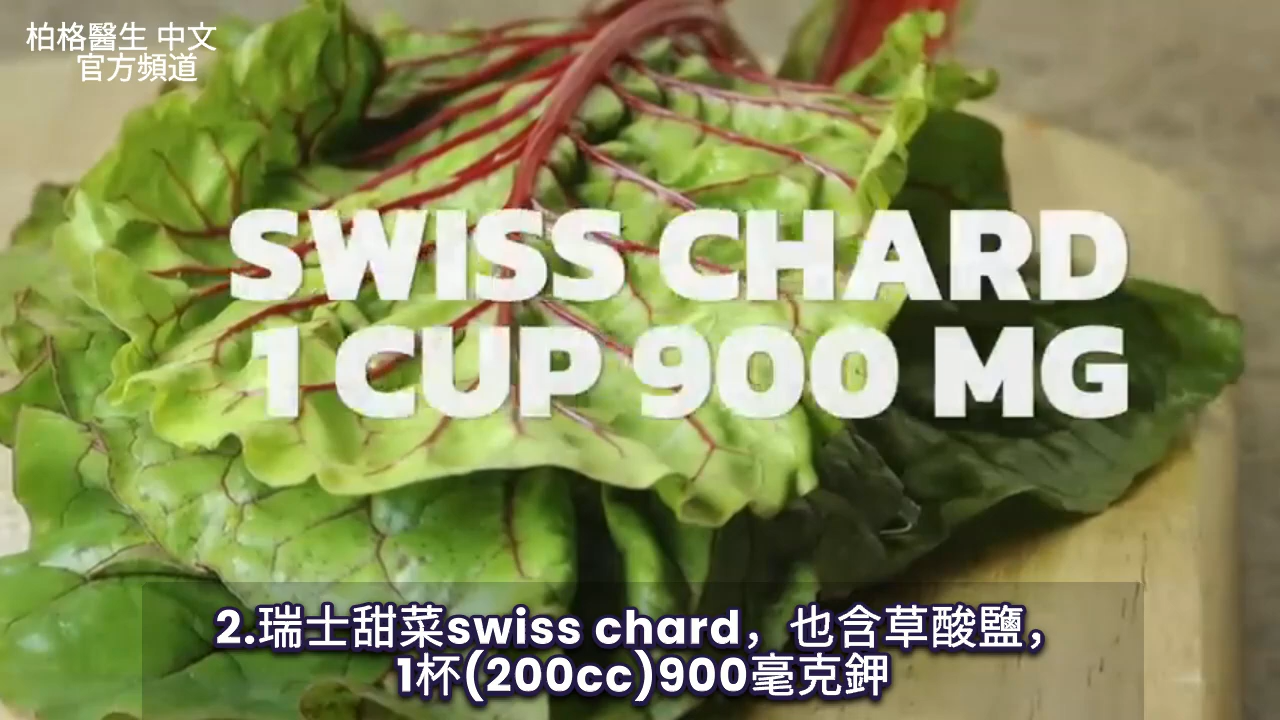 柏格醫生 中文
官方頻道
SWISS CHARD
1 CUP 900 MG
2.瑞士甜菜swiss chard，也含草酸鹽，
1杯(200cc)900毫克鉀